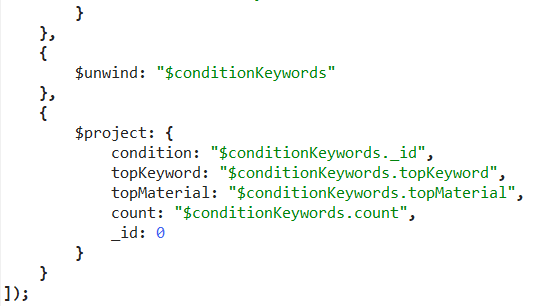 }
    },
    {
        $unwind: "$conditionKeywords"
    },
    {
        $project: {
            condition: "$conditionKeywords._id",
            topKeyword: "$conditionKeywords.topKeyword",
            topMaterial: "$conditionKeywords.topMaterial",
            count: "$conditionKeywords.count",
            _id: 0
        }
    }
]);